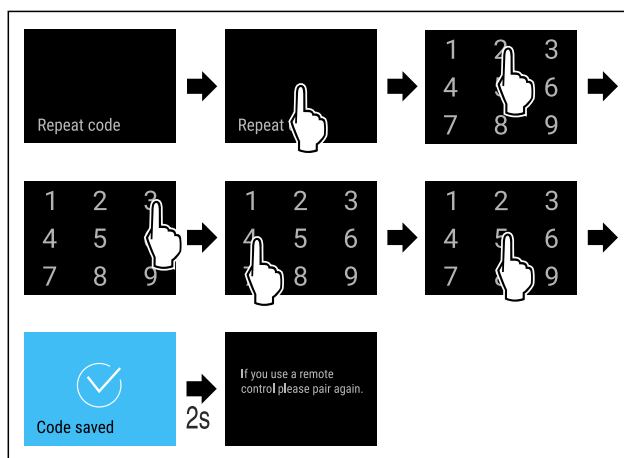 Repeat code
Repeat
1 2 3
4 6
7 8 9
1 2 3
4 5
7 8 9
1 2 3
4 5 6
8 9
1 2 3
4 5 6
7 9
Code saved
2s
If you use a remote
control please pair again.